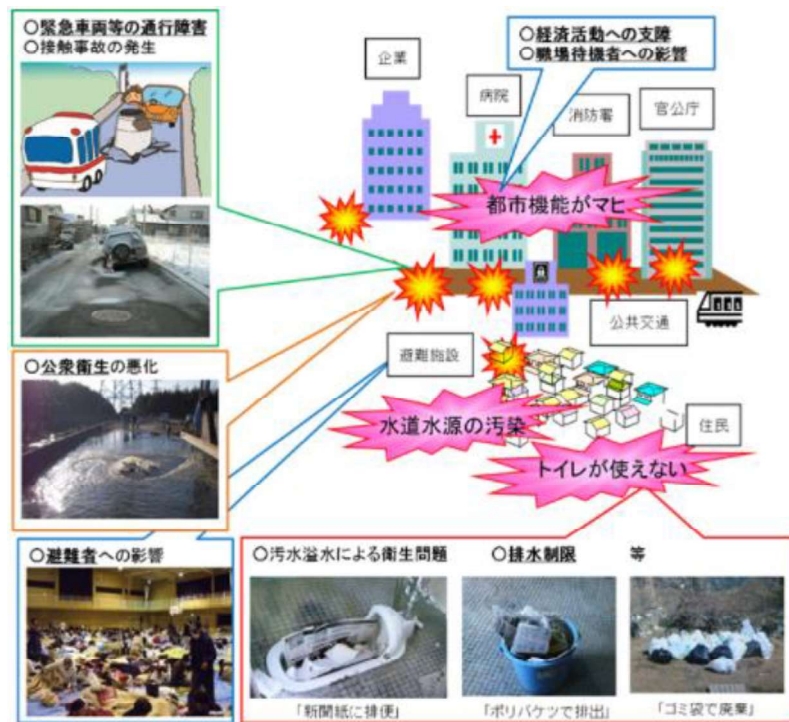 ○緊急車両等の通行障害
○接触事故の発生
○経済活動への支障
○職場待機者への影響
企業
病院
消防署
官公庁
都市機能がマヒ
公共交通
○公衆衛生の悪化
避難施設
水道水源の汚染
住民
トイレが使えない
○避難者への影響
○汚水溢水による衛生問題
○排水制限 等
「新聞紙に排便」
「ポリバケツで排出」
「ゴミ袋で廃棄」